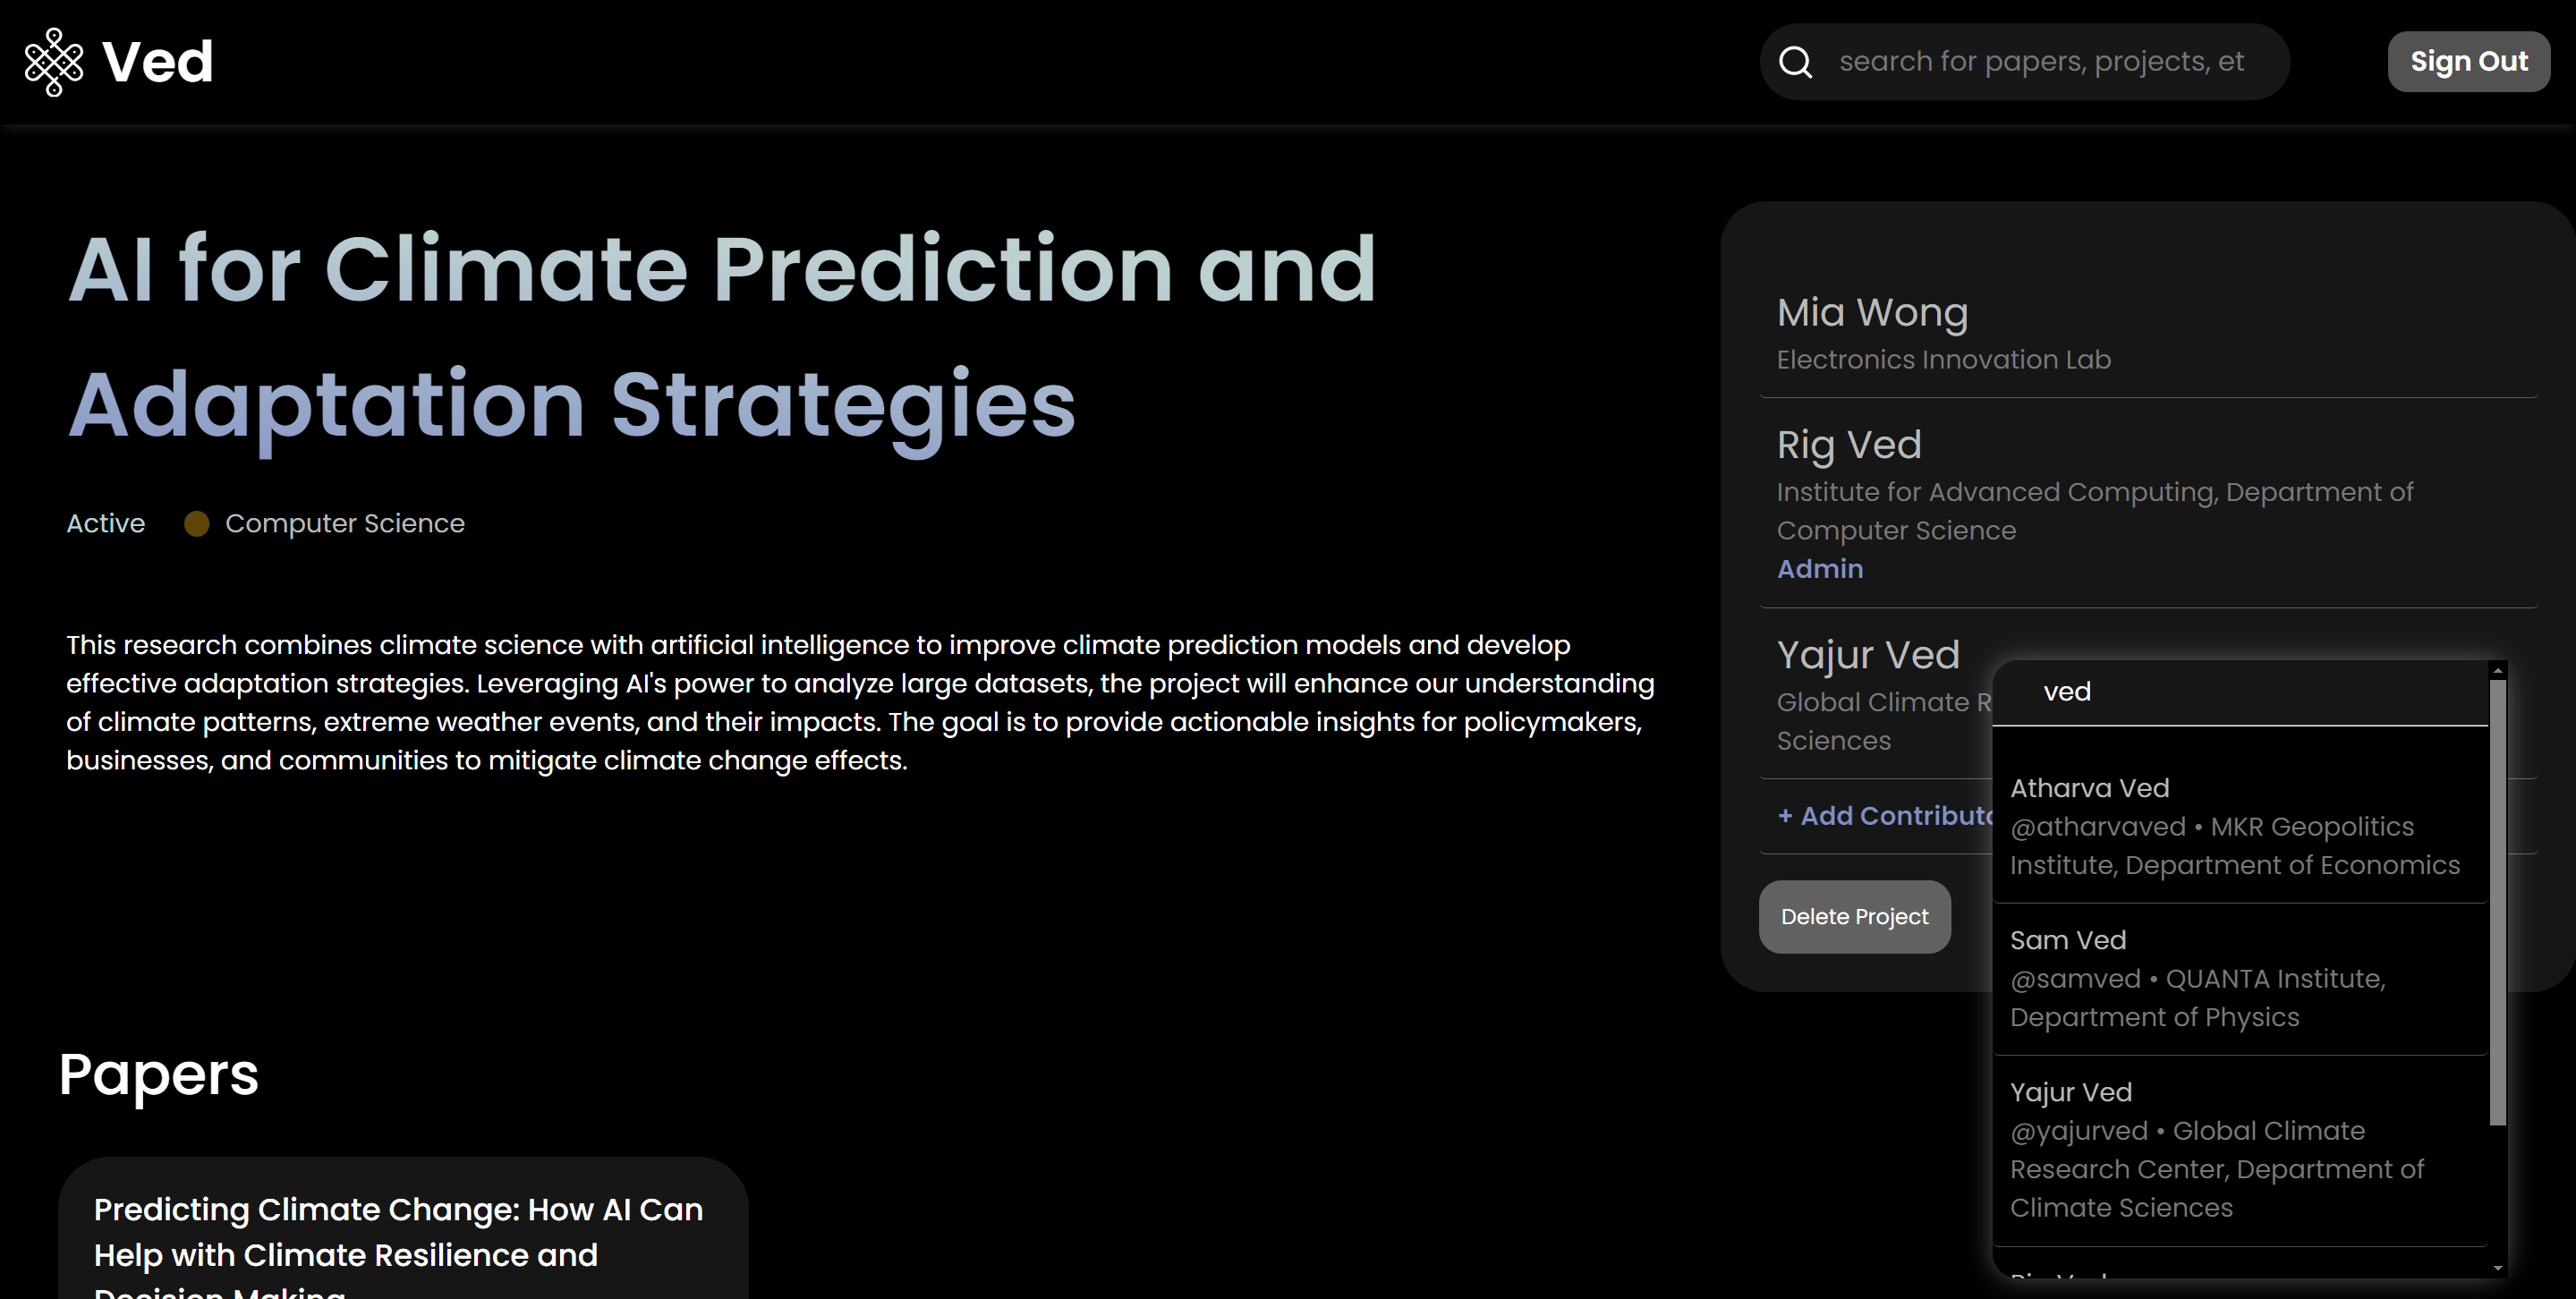 Ved
search for papers, projects, et
Sign Out
AI for Climate Prediction and
Adaptation Strategies
Active
Computer Science
This research combines climate science with artificial intelligence to improve climate prediction models and develop
effective adaptation strategies. Leveraging AI's power to analyze large datasets, the project will enhance our understanding
of climate patterns, extreme weather events, and their impacts. The goal is to provide actionable insights for policymakers,
businesses, and communities to mitigate climate change effects.
Mia Wong
Electronics Innovation Lab
Rig Ved
Institute for Advanced Computing, Department of
Computer Science
Admin
Yajur Ved
Global Climate R
Sciences
+ Add Contributo
Delete Project
ved
Atharva Ved
@atharvaved • MKR Geopolitics
Institute, Department of Economics
Sam Ved
@samved • QUANTA Institute,
Department of Physics
Yajur Ved
@yajurved • Global Climate
Research Center, Department of
Climate Sciences
Rig Ved
Papers
Predicting Climate Change: How AI Can
Help with Climate Resilience and
Decision Making